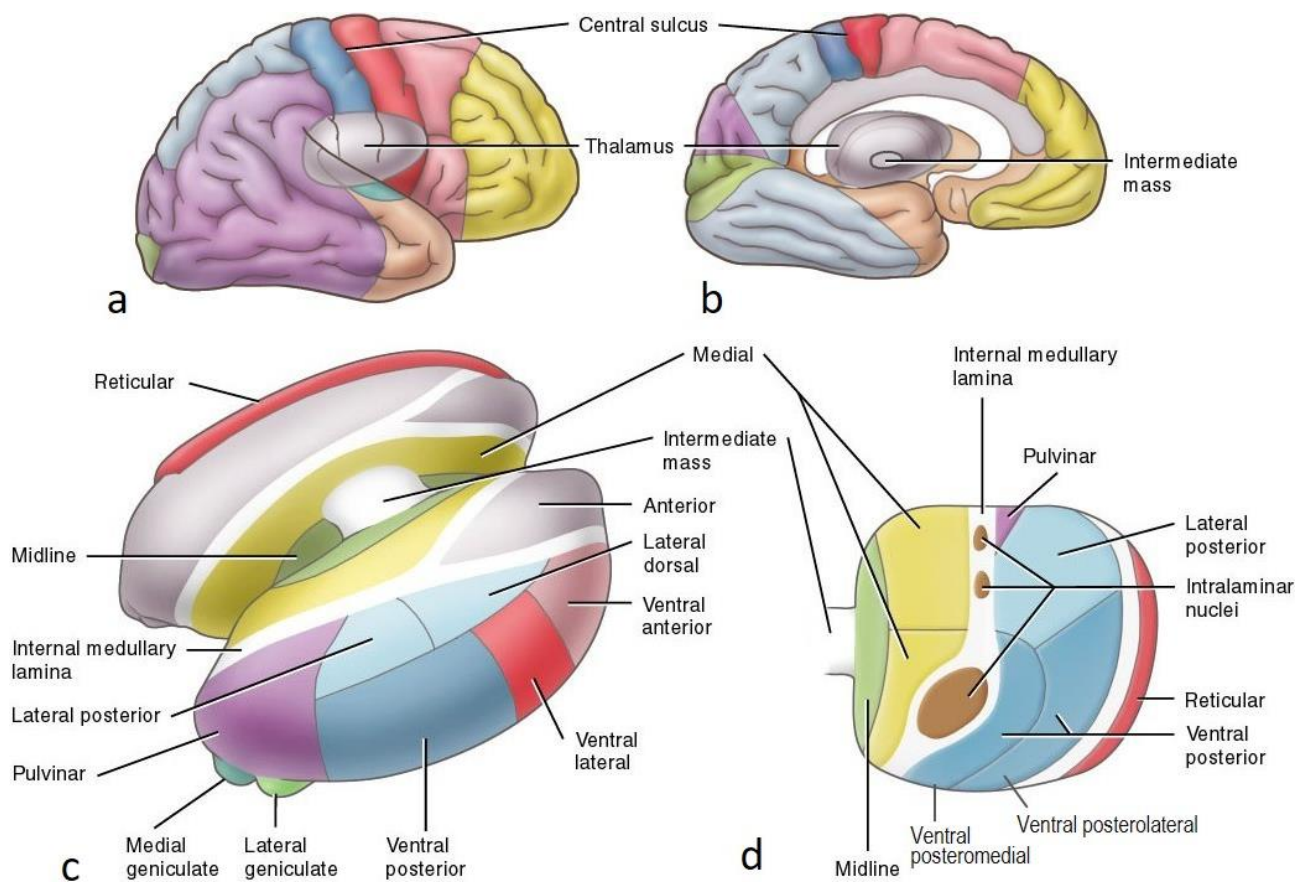 Central sulcus
Thalamus
Intermediate
mass
a
b
Reticular
Medial
Internal medullary
lamina
Intermediate
mass
Pulvinar
Anterior
Lateral
dorsal
Lateral
posterior
Midline
Intralaminar
nuclei
Ventral
anterior
Internal medullary
lamina
Lateral posterior
Reticular
Pulvinar
Ventral
lateral
Ventral
posterior
Medial
geniculate
Lateral
geniculate
Ventral
posterior
Ventral
posteromedial
Ventral posterolateral
Midline
c
d